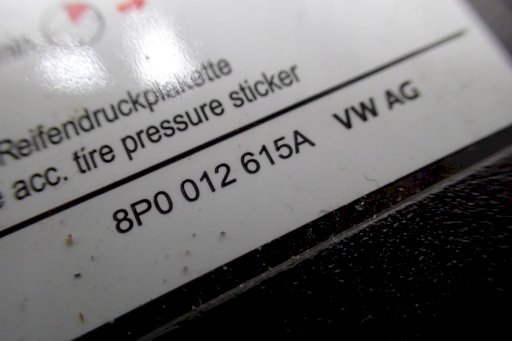 Reifendruckplakette
acc. tire pressure sticker
8P0 012 615A VW AG